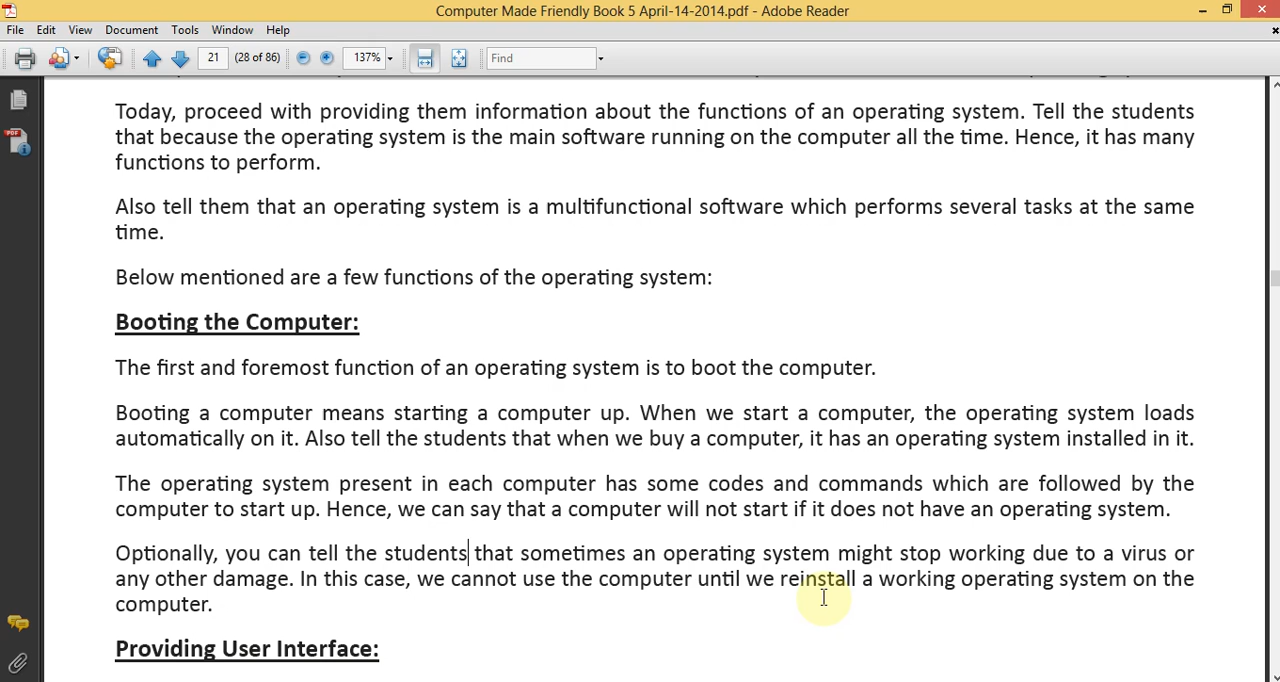 Computer Made Friendly Book 5 April-14-2014.pdf - Adobe Reader
File Edit View Document Tools Window Help
21 (28 of 86) 137% Find
Today, proceed with providing them information about the functions of an operating system. Tell the students
that because the operating system is the main software running on the computer all the time. Hence, it has many
functions to perform.
Also tell them that an operating system is a multifunctional software which performs several tasks at the same
time.
Below mentioned are a few functions of the operating system:
Booting the Computer:
The first and foremost function of an operating system is to boot the computer.
Booting a computer means starting a computer up. When we start a computer, the operating system loads
automatically on it. Also tell the students that when we buy a computer, it has an operating system installed in it.
The operating system present in each computer has some codes and commands which are followed by the
computer to start up. Hence, we can say that a computer will not start if it does not have an operating system.
Optionally, you can tell the students that sometimes an operating system might stop working due to a virus or
any other damage. In this case, we cannot use the computer until we reinstall a working operating system on the
computer.
Providing User Interface: